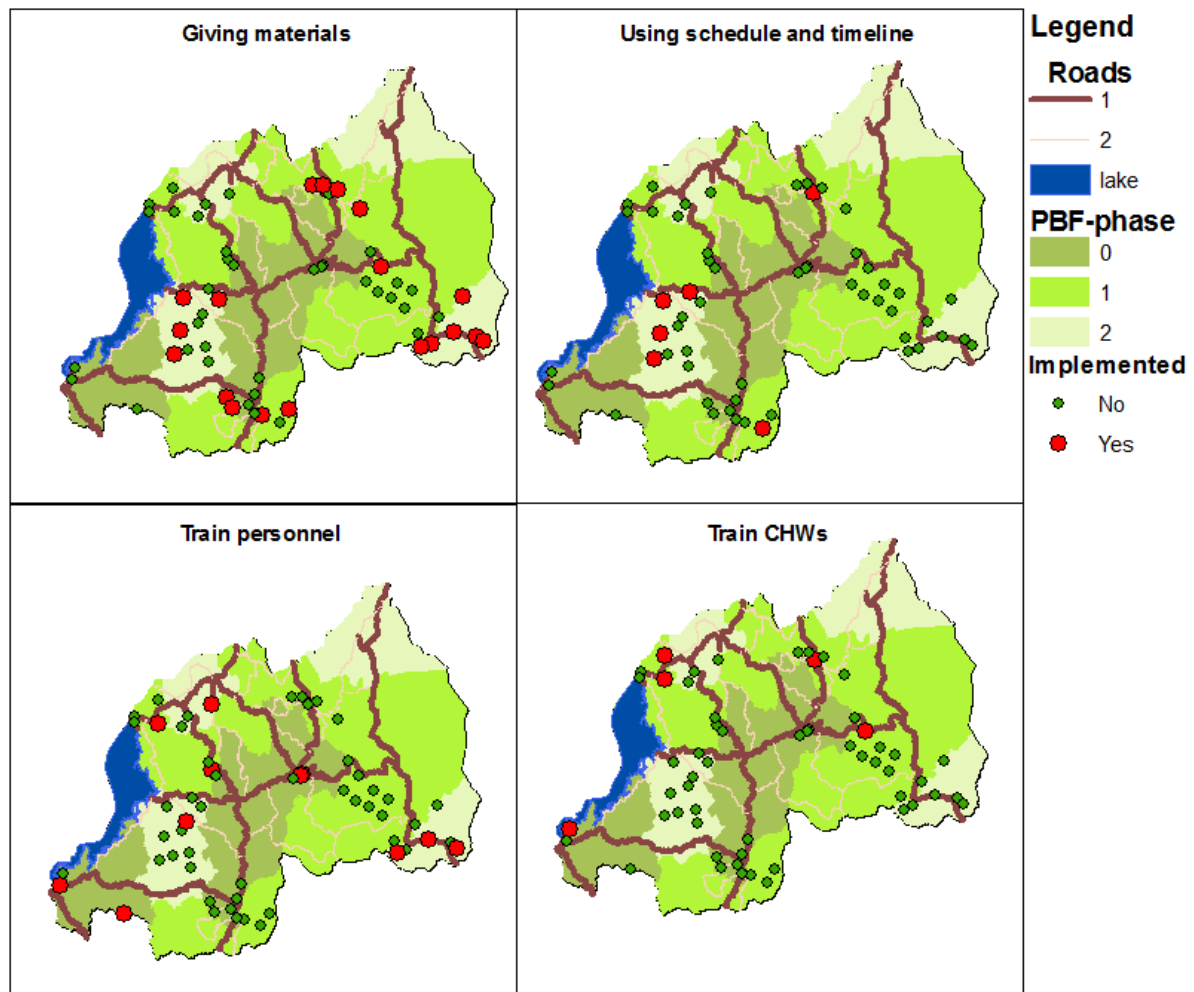 Giving materials
Using schedule and timeline
Train personnel
Train CHWs
Legend
Roads
1
2
lake
PBF-phase
0
1
2
Implemented
No
Yes